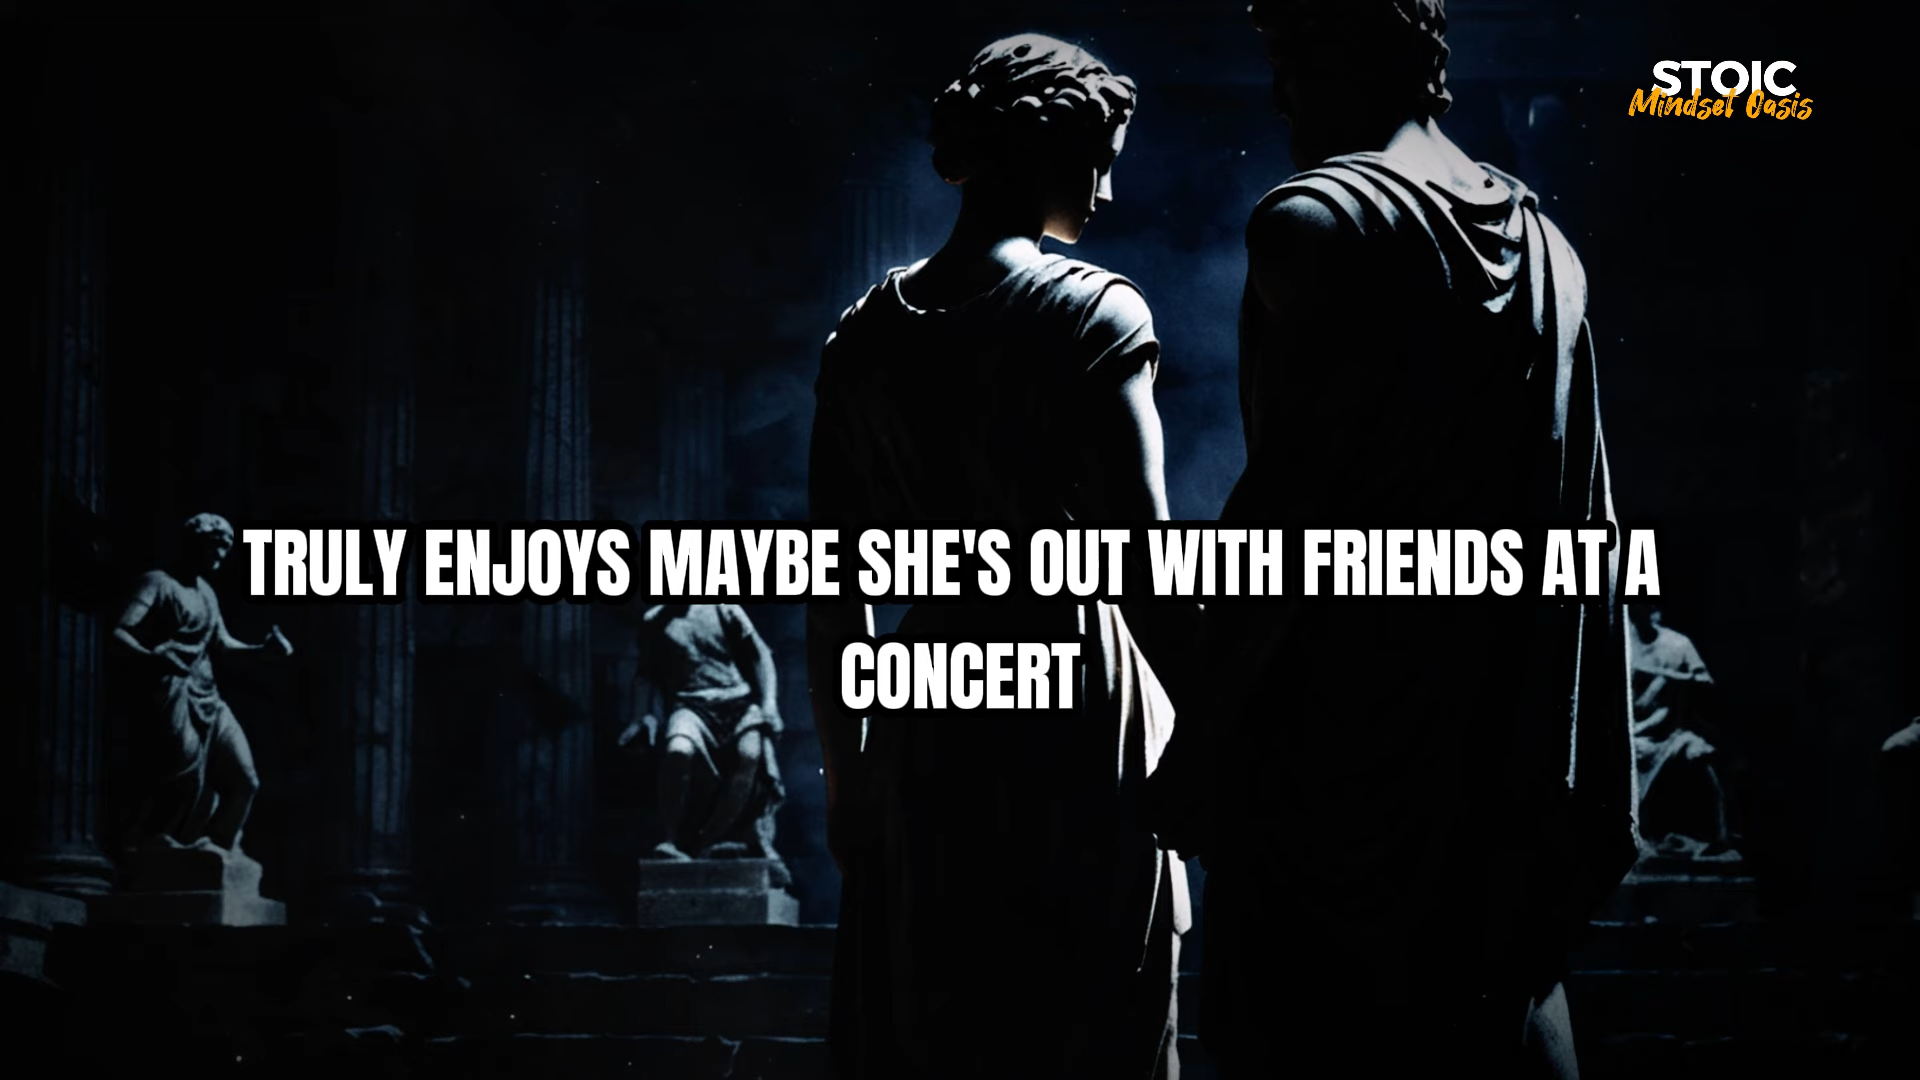 STOIC
Mindset Oasis
TRULY ENJOYS MAYBE SHE'S OUT WITH FRIENDS AT A
CONCERT